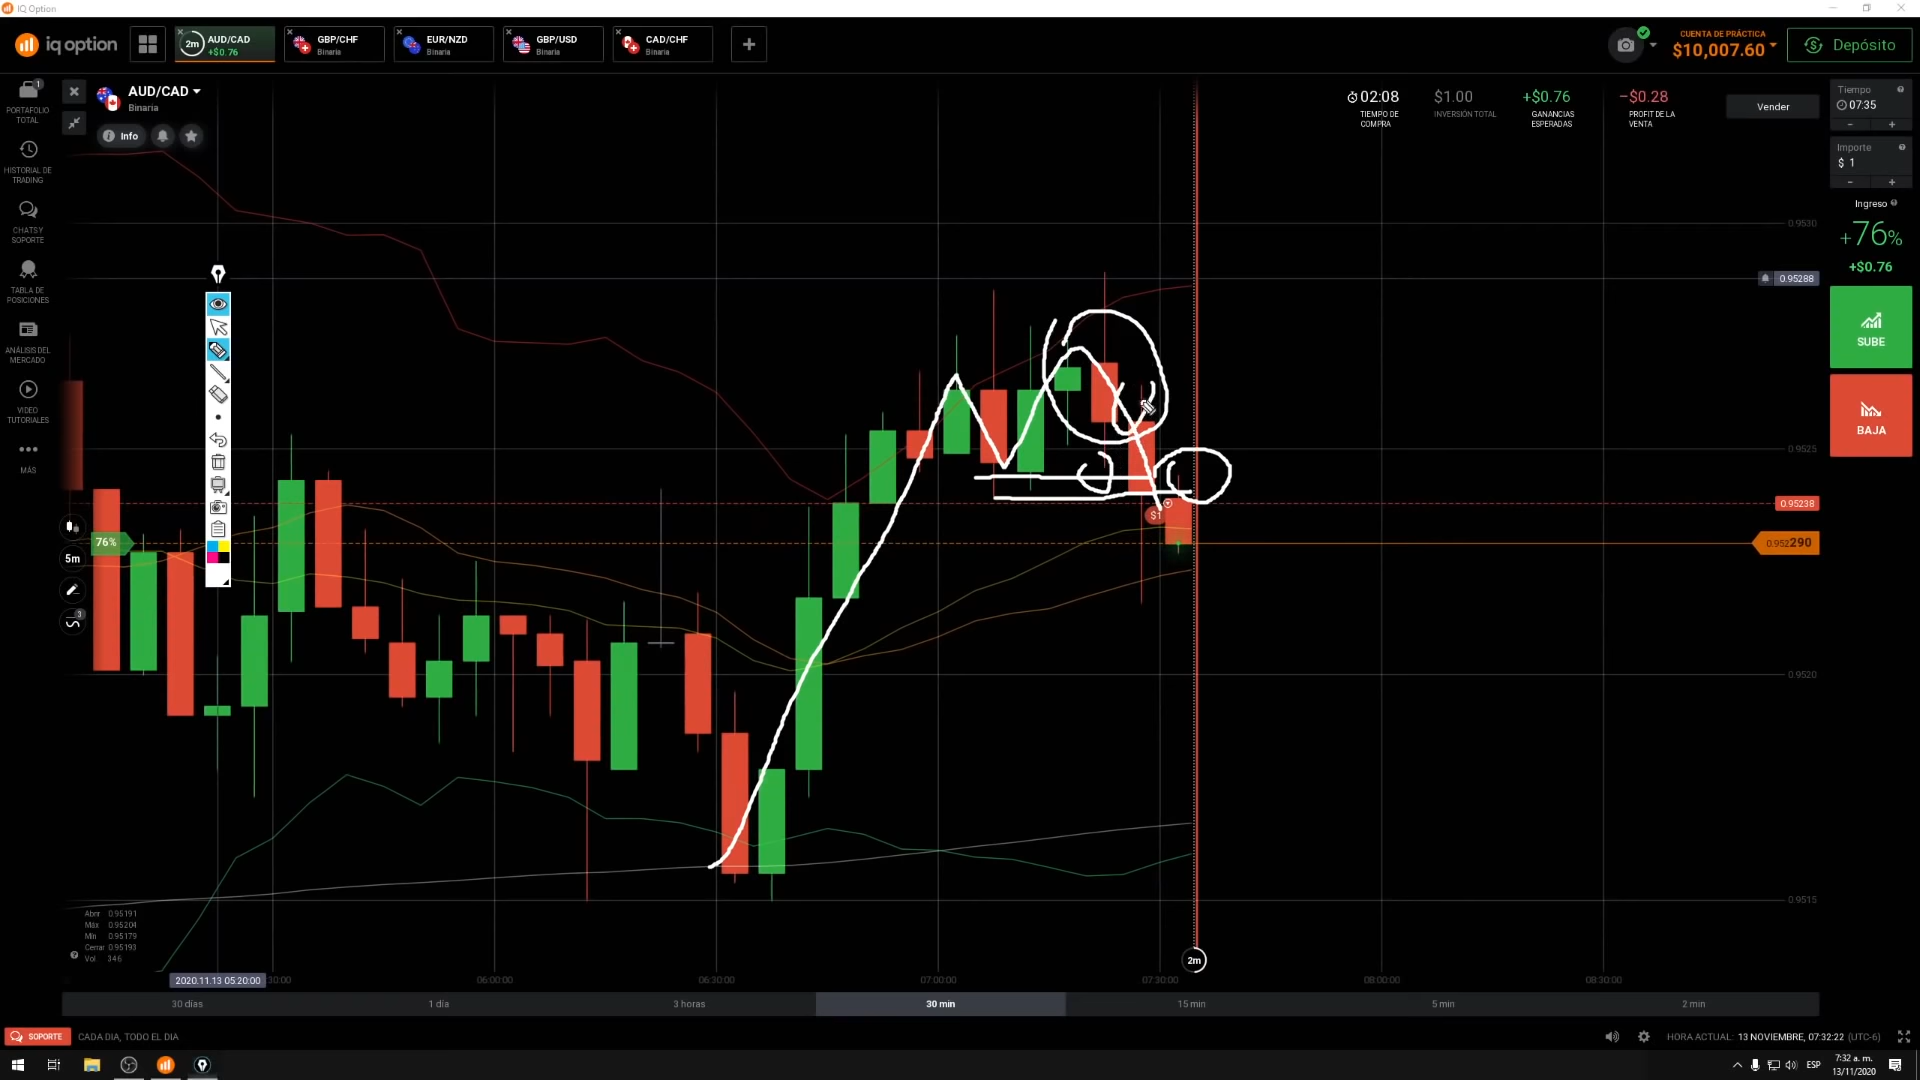 IQ Option
iq option
2m
AUD/CAD
+$0.76
GBP/CHF
Binaria
EUR/NZD
Binaria
GBP/USD
Binaria
CAD/CHF
Binaria
CUENTA DE PRÁCTICA
$10,007.60
Depósito
1
PORTAFOLIO
TOTAL
HISTORIAL DE
TRADING
CHATS Y
SOPORTE
TABLA DE
POSICIONES
ANÁLISIS DEL
MERCADO
VIDEO
TUTORIALES
MÁS
AUD/CAD
Binaria
Info
02:08
TIEMPO DE
COMPRA
$1.00
INVERSIÓN TOTAL
+$0.76
GANANCIAS
ESPERADAS
−$0.28
PROFIT DE LA
VENTA
Vender
Tiempo
07:35
Importe
$ 1
Ingreso
+76%
+$0.76
SUBE
BAJA
0.9530
0.95288
0.9525
0.95238
0.952290
0.9520
0.9515
$1
76%
5m
3
Abrir 0.95191
Máx 0.95204
Mín 0.95179
Cerrar 0.95193
Vol 346
2m
2020.11.13 05:20:00
30:00
06:00:00
06:30:00
07:00:00
07:30:00
08:00:00
08:30:00
30 días
1 día
3 horas
30 min
15 min
5 min
2 min
SOPORTE
CADA DIA, TODO EL DIA
HORA ACTUAL: 13 NOVIEMBRE, 07:32:22 (UTC-6)
ESP
7:32 a. m.
13/11/2020